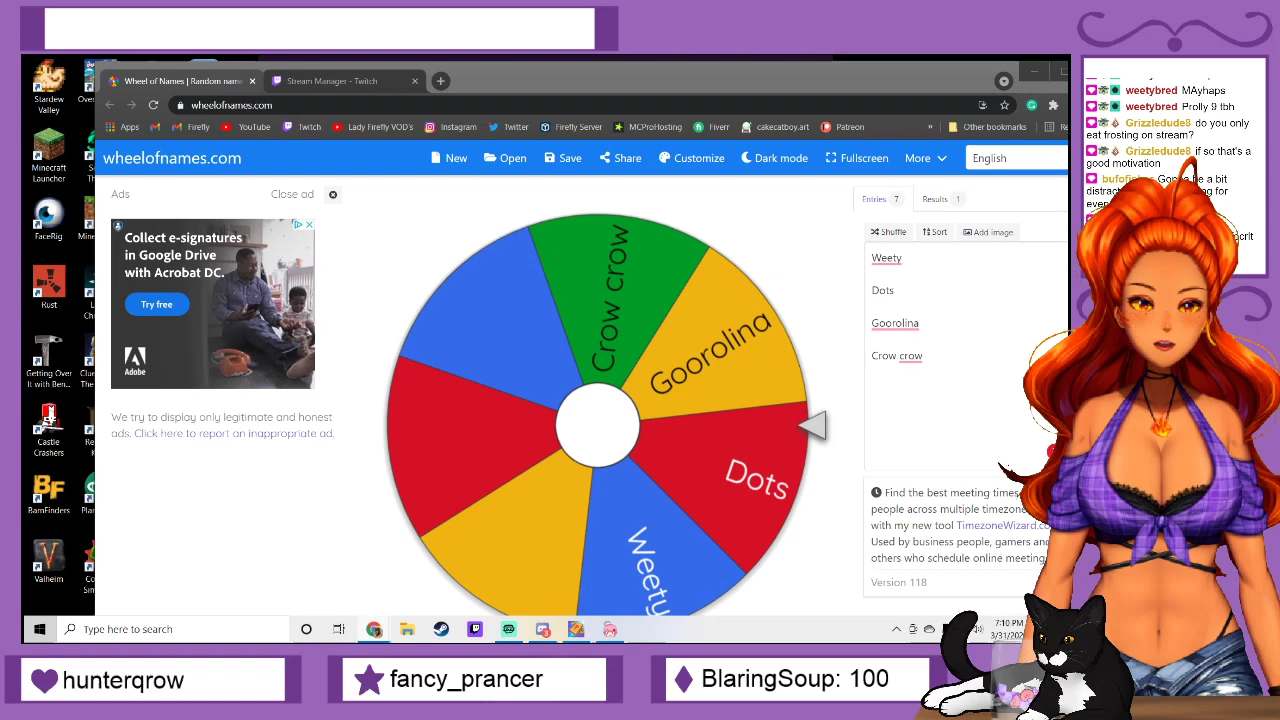 Wheel of Names | Random name
Stream Manager - Twitch
wheelofnames.com
Apps
Firefly
YouTube
Twitch
Lady Firefly VOD's
Instagram
Twitter
Firefly Server
MCProHosting
Fiverr
cakecatboy.art
Patreon
»
Other bookmarks
wheelofnames.com
New
Open
Save
Share
Customize
Dark mode
Fullscreen
More
English
Ads
Close ad
Collect e-signatures
in Google Drive
with Acrobat DC.
Try free
Adobe
We try to display only legitimate and honest
ads. Click here to report an inappropriate ad.
Crow crow
Goorolina
Dots
Weety
Entries 7
Results 1
Shuffle
Sort
Add image
Weety
Dots
Goorolina
Crow crow
Find the best meeting times
people across multiple timezone
with my new tool TimezoneWizard.co
Used by business people, gamers and
others who schedule online meeting
Version 118
Stardew
Valley
Minecraft
Launcher
FaceRig
Rust
Getting Over
It with Ben...
Castle
Crashers
BarnFinders
Valheim
Type here to search
7:10 PM
weetybred MAyhaps
weetybred Prolly 9 tbh
Grizzledude8 do you only
eat frosting on stream?
Grizzledude8 if so that's a
good motivation
hunterqrow
fancy_prancer
BlaringSoup: 100